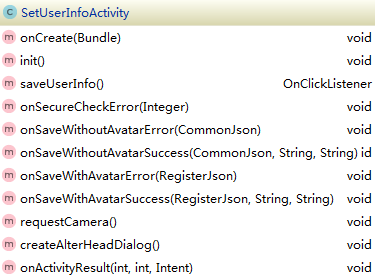 C SetUserInfoActivity
m onCreate(Bundle) void
m init() void
m saveUserInfo() OnClickListener
m onSecureCheckError(Integer) void
m onSaveWithoutAvatarError(CommonJson) void
m onSaveWithoutAvatarSuccess(CommonJson, String, String) id
m onSaveWithAvatarError(RegisterJson) void
m onSaveWithAvatarSuccess(RegisterJson, String, String) void
m requestCamera() void
m createAlterHeadDialog() void
m onActivityResult(int, int, Intent) void